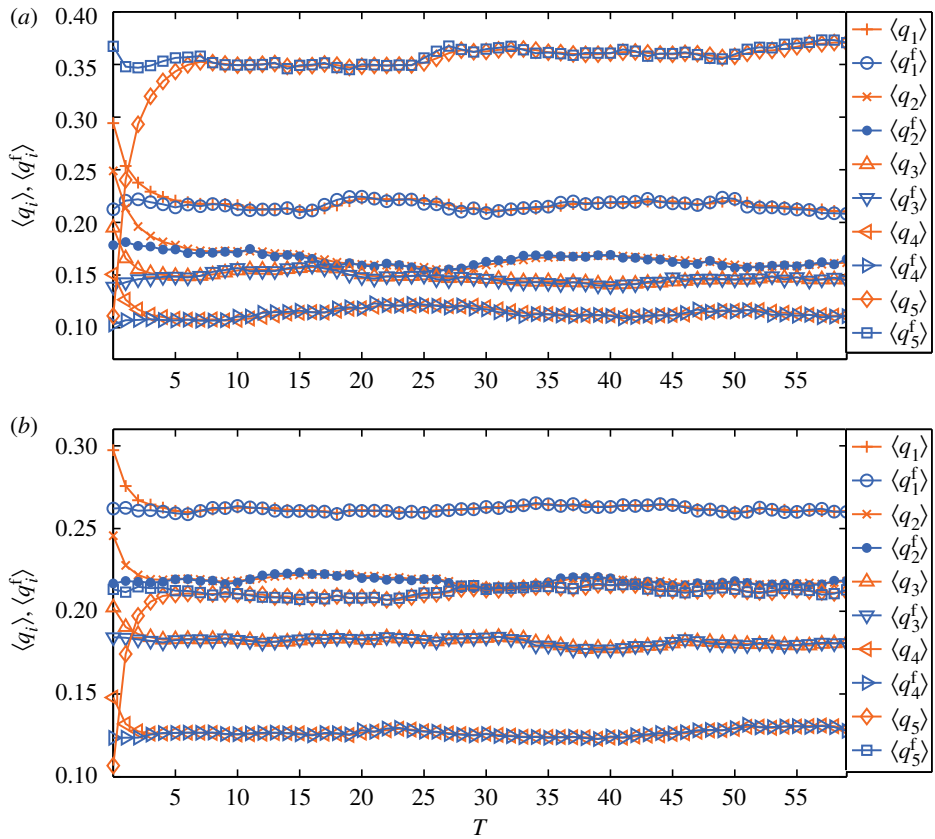 (a)
0.40
0.35
0.30
0.25
0.20
0.15
0.10
⟨q_i⟩, ⟨q_i^f⟩
5 10 15 20 25 30 35 40 45 50 55
⟨q_1⟩
⟨q_1^f⟩
⟨q_2⟩
⟨q_2^f⟩
⟨q_3⟩
⟨q_3^f⟩
⟨q_4⟩
⟨q_4^f⟩
⟨q_5⟩
⟨q_5^f⟩
(b)
0.30
0.25
0.20
0.15
0.10
⟨q_i⟩, ⟨q_i^f⟩
5 10 15 20 25 30 35 40 45 50 55
T
⟨q_1⟩
⟨q_1^f⟩
⟨q_2⟩
⟨q_2^f⟩
⟨q_3⟩
⟨q_3^f⟩
⟨q_4⟩
⟨q_4^f⟩
⟨q_5⟩
⟨q_5^f⟩